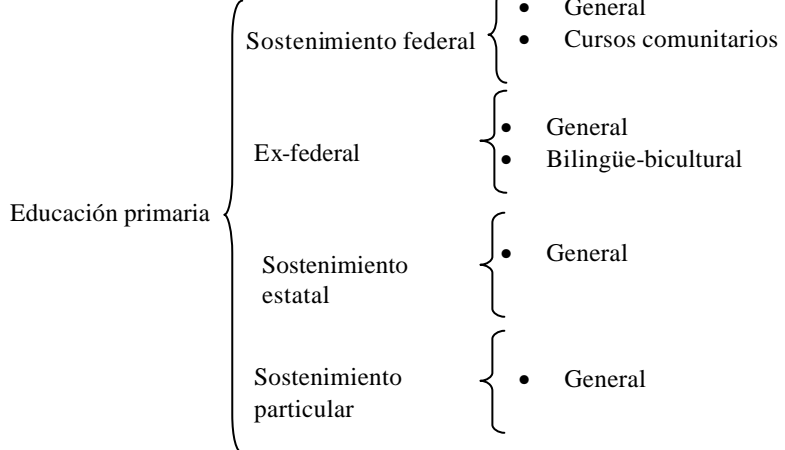 • General
Sostenimiento federal
• Cursos comunitarios
• General
Ex-federal
• Bilingüe-bicultural
Educación primaria
• General
Sostenimiento
estatal
Sostenimiento
particular
• General